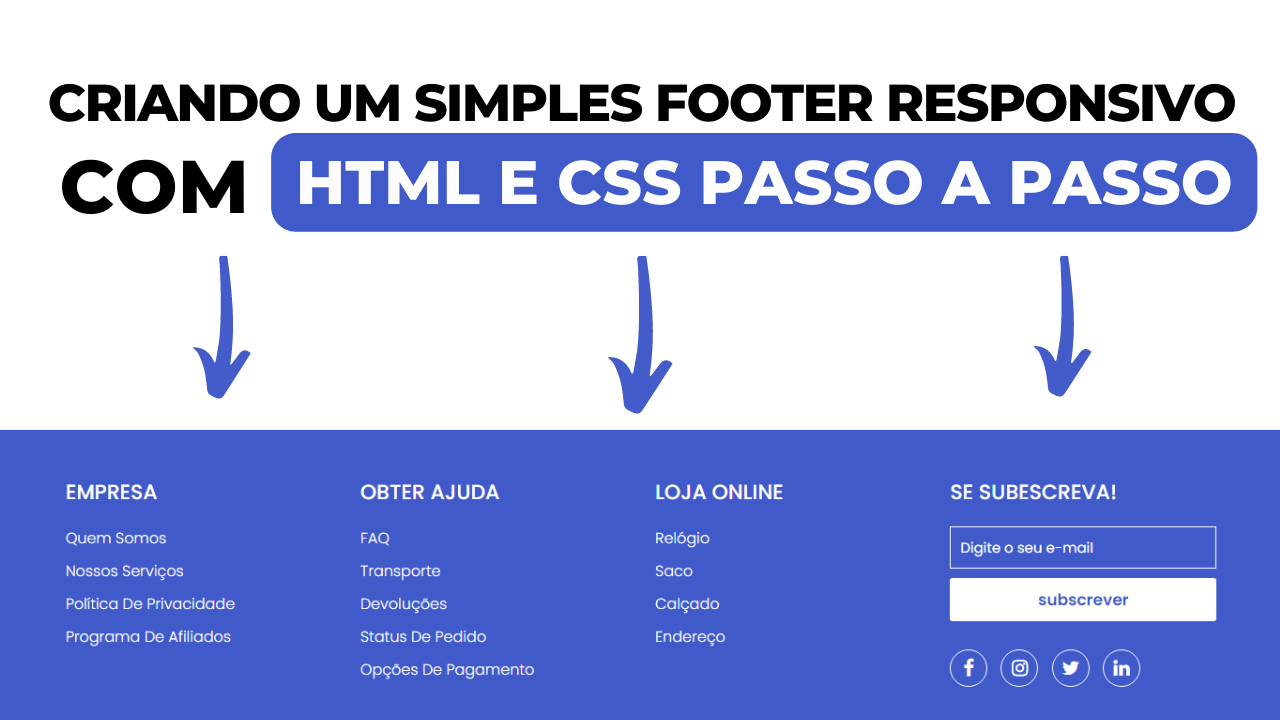 CRIANDO UM SIMPLES FOOTER RESPONSIVO
COM HTML E CSS PASSO A PASSO
EMPRESA
Quem Somos
Nossos Serviços
Política De Privacidade
Programa De Afiliados
OBTER AJUDA
FAQ
Transporte
Devoluções
Status De Pedido
Opções De Pagamento
LOJA ONLINE
Relógio
Saco
Calçado
Endereço
SE SUBESCREVA!
Digite o seu e-mail
subscrever